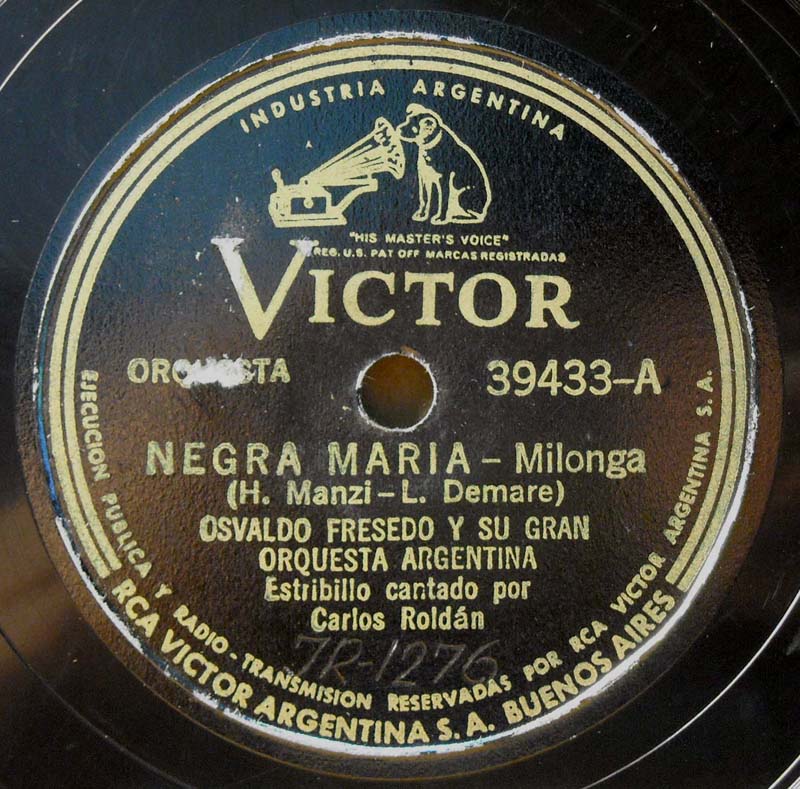 INDUSTRIA ARGENTINA
"HIS MASTER'S VOICE"
REG. U.S. PAT OFF MARCAS REGISTRADAS
VICTOR
ORQUESTA
39433-A
NEGRA MARIA - Milonga
(H. Manzi - L. Demare)
OSVALDO FRESEDO Y SU GRAN
ORQUESTA ARGENTINA
Estribillo cantado por
Carlos Roldán
7R-1276
EJECUCION PUBLICA Y RADIO-TRANSMISION RESERVADAS POR RCA VICTOR ARGENTINA S.A.
RCA VICTOR ARGENTINA S.A. BUENOS AIRES